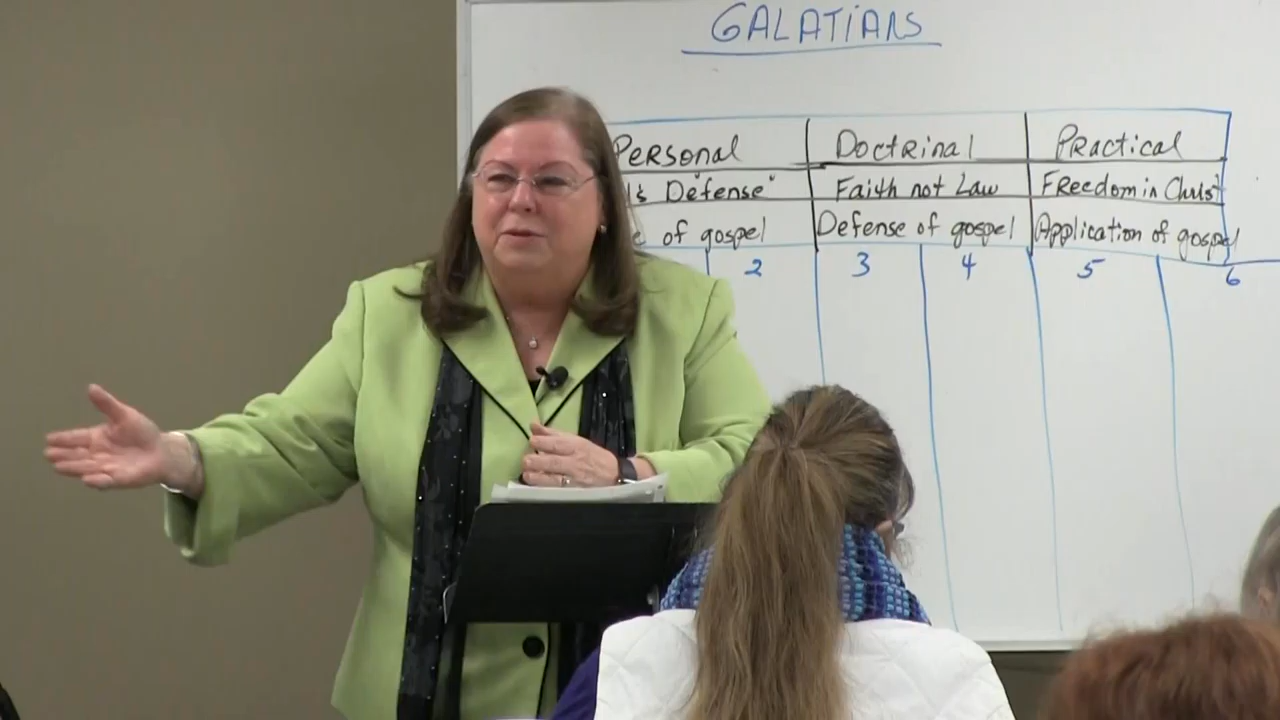 GALATIANS
Personal Doctrinal Practical
Defense" Faith not Law Freedom in Christ
of gospel Defense of gospel Application of gospel
2 3 4 5 6